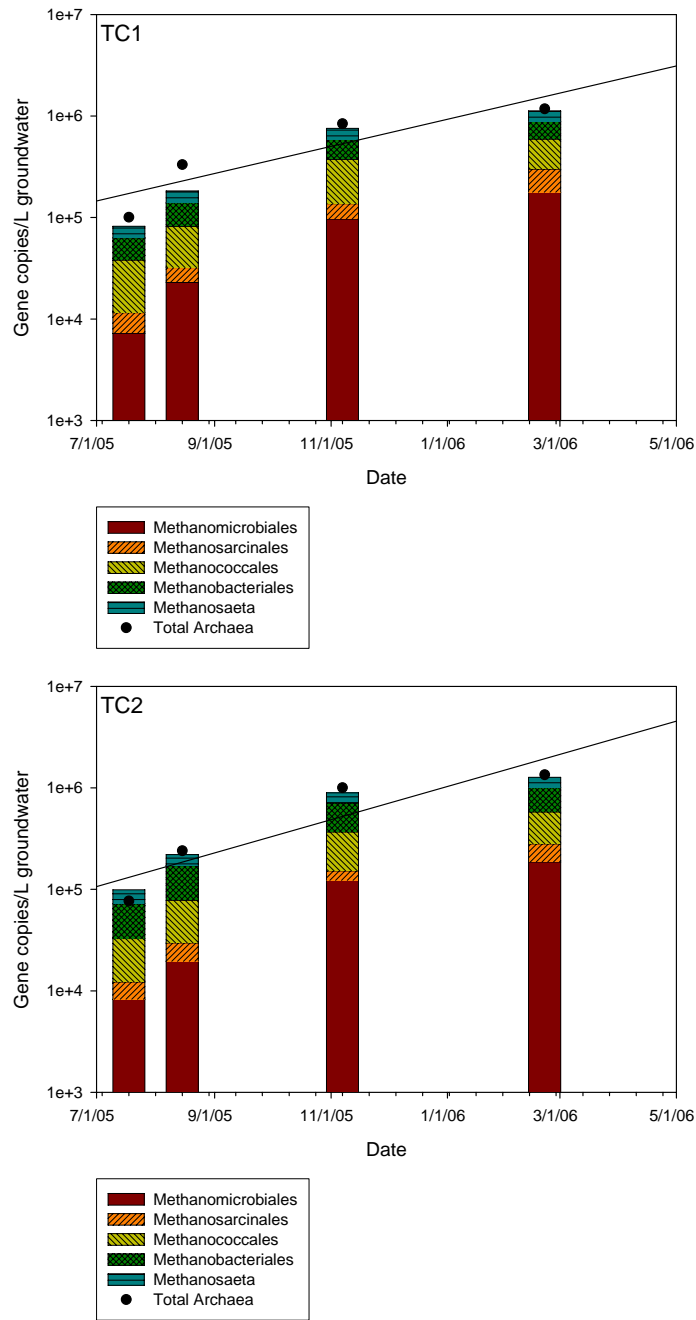 TC1
1e+7
1e+6
1e+5
1e+4
1e+3
Gene copies/L groundwater
7/1/05 9/1/05 11/1/05 1/1/06 3/1/06 5/1/06
Date
Methanomicrobiales
Methanosarcinales
Methanococcales
Methanobacteriales
Methanosaeta
Total Archaea
TC2
1e+7
1e+6
1e+5
1e+4
1e+3
Gene copies/L groundwater
7/1/05 9/1/05 11/1/05 1/1/06 3/1/06 5/1/06
Date
Methanomicrobiales
Methanosarcinales
Methanococcales
Methanobacteriales
Methanosaeta
Total Archaea